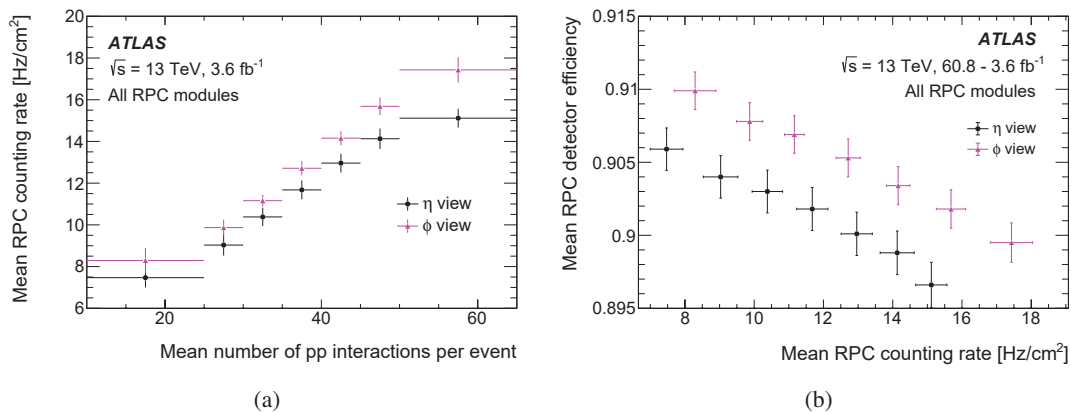 ATLAS
√s = 13 TeV, 3.6 fb⁻¹
All RPC modules
η view
ϕ view
Mean RPC counting rate [Hz/cm²]
18
16
14
12
10
8
6
20
40
60
Mean number of pp interactions per event
(a)
ATLAS
√s = 13 TeV, 60.8 - 3.6 fb⁻¹
All RPC modules
η view
ϕ view
Mean RPC detector efficiency
0.915
0.91
0.905
0.9
0.895
8
10
12
14
16
18
Mean RPC counting rate [Hz/cm²]
(b)